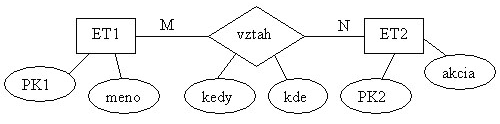 ET1
M
vztah
N
ET2
PK1
meno
kedy
kde
PK2
akcia